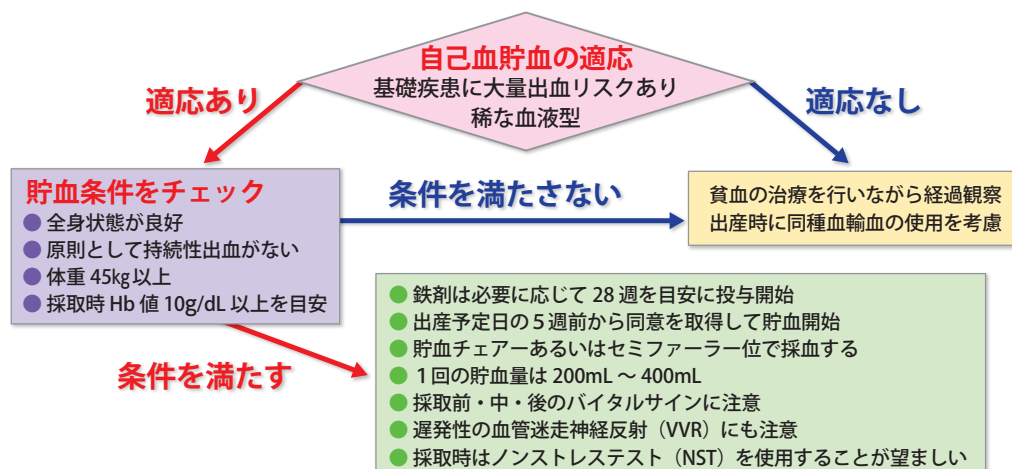 自己血貯血の適応
基礎疾患に大量出血リスクあり
稀な血液型
適応あり
適応なし
貯血条件をチェック
● 全身状態が良好
● 原則として持続性出血がない
● 体重 45㎏以上
● 採取時 Hb 値 10g/dL 以上を目安
条件を満たさない
貧血の治療を行いながら経過観察
出産時に同種血輸血の使用を考慮
条件を満たす
● 鉄剤は必要に応じて 28 週を目安に投与開始
● 出産予定日の５週前から同意を取得して貯血開始
● 貯血チェアーあるいはセミファーラー位で採血する
● １回の貯血量は 200mL ～ 400mL
● 採取前・中・後のバイタルサインに注意
● 遅発性の血管迷走神経反射（VVR）にも注意
● 採取時はノンストレステスト（NST）を使用することが望ましい